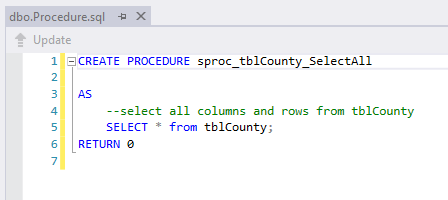 dbo.Procedure.sql
Update
1 CREATE PROCEDURE sproc_tblCounty_SelectAll
2
3 AS
4 --select all columns and rows from tblCounty
5 SELECT * from tblCounty;
6 RETURN 0
7